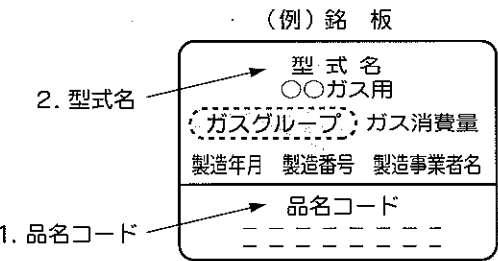 （例）銘 板
型 式 名
○○ガス用
2. 型式名
ガスグループ ガス消費量
製造年月 製造番号 製造事業者名
品名コード
1. 品名コード